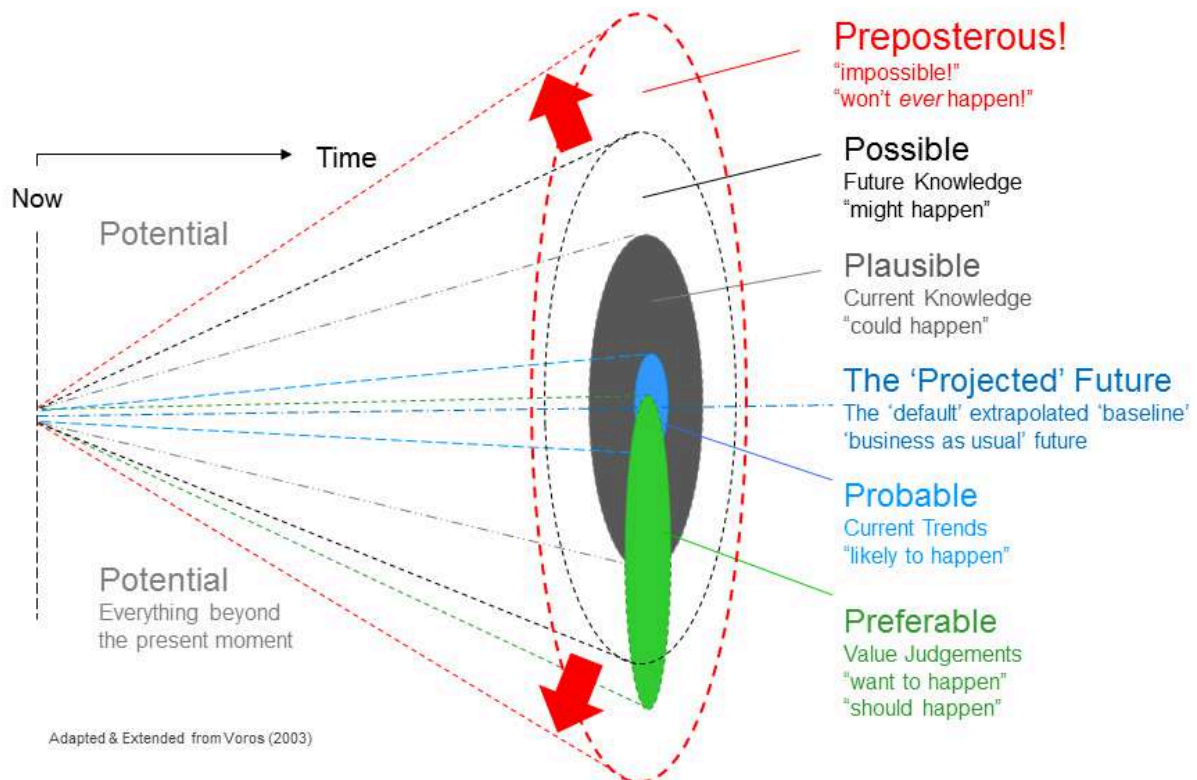 Now
Time
Potential
Potential
Everything beyond
the present moment
Adapted & Extended from Voros (2003)
Preposterous!
“impossible!”
“won’t ever happen!”
Possible
Future Knowledge
“might happen”
Plausible
Current Knowledge
“could happen”
The ‘Projected’ Future
The ‘default’ extrapolated ‘baseline’
‘business as usual’ future
Probable
Current Trends
“likely to happen”
Preferable
Value Judgements
“want to happen”
“should happen”